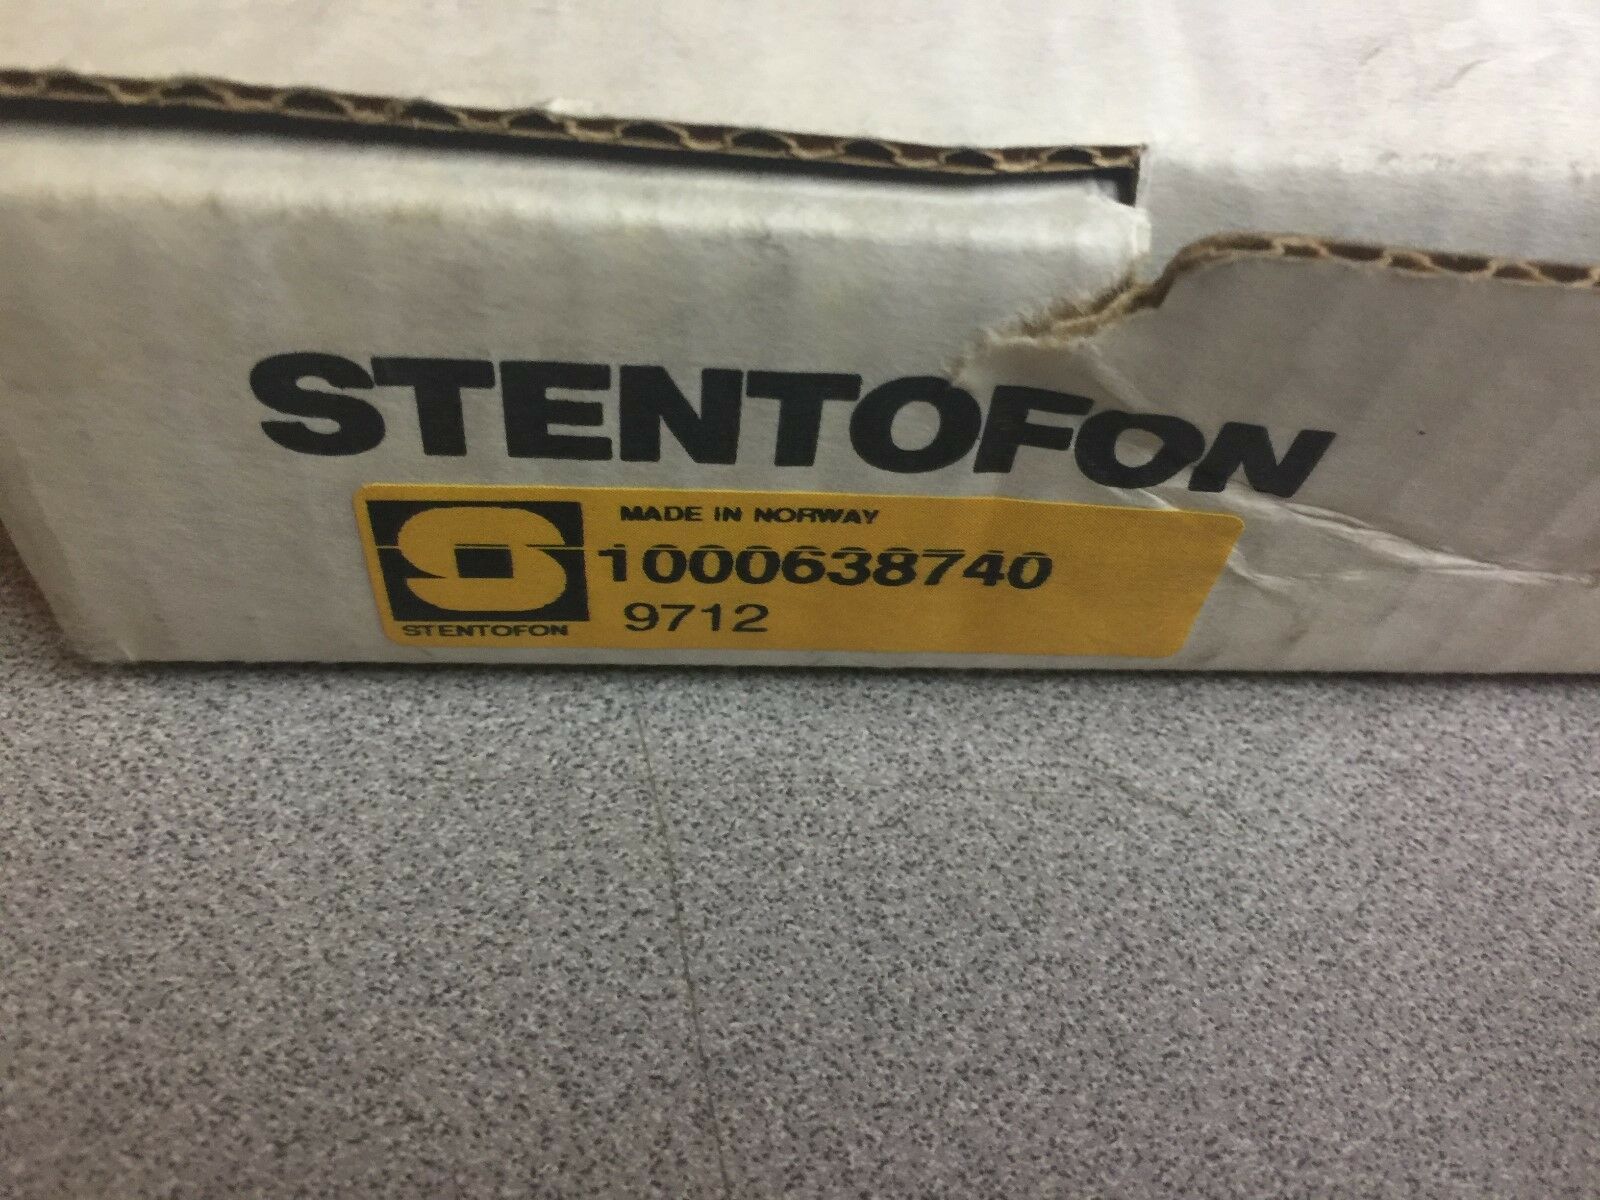 STENTOFON
MADE IN NORWAY
1000638740
9712
STENTOFON